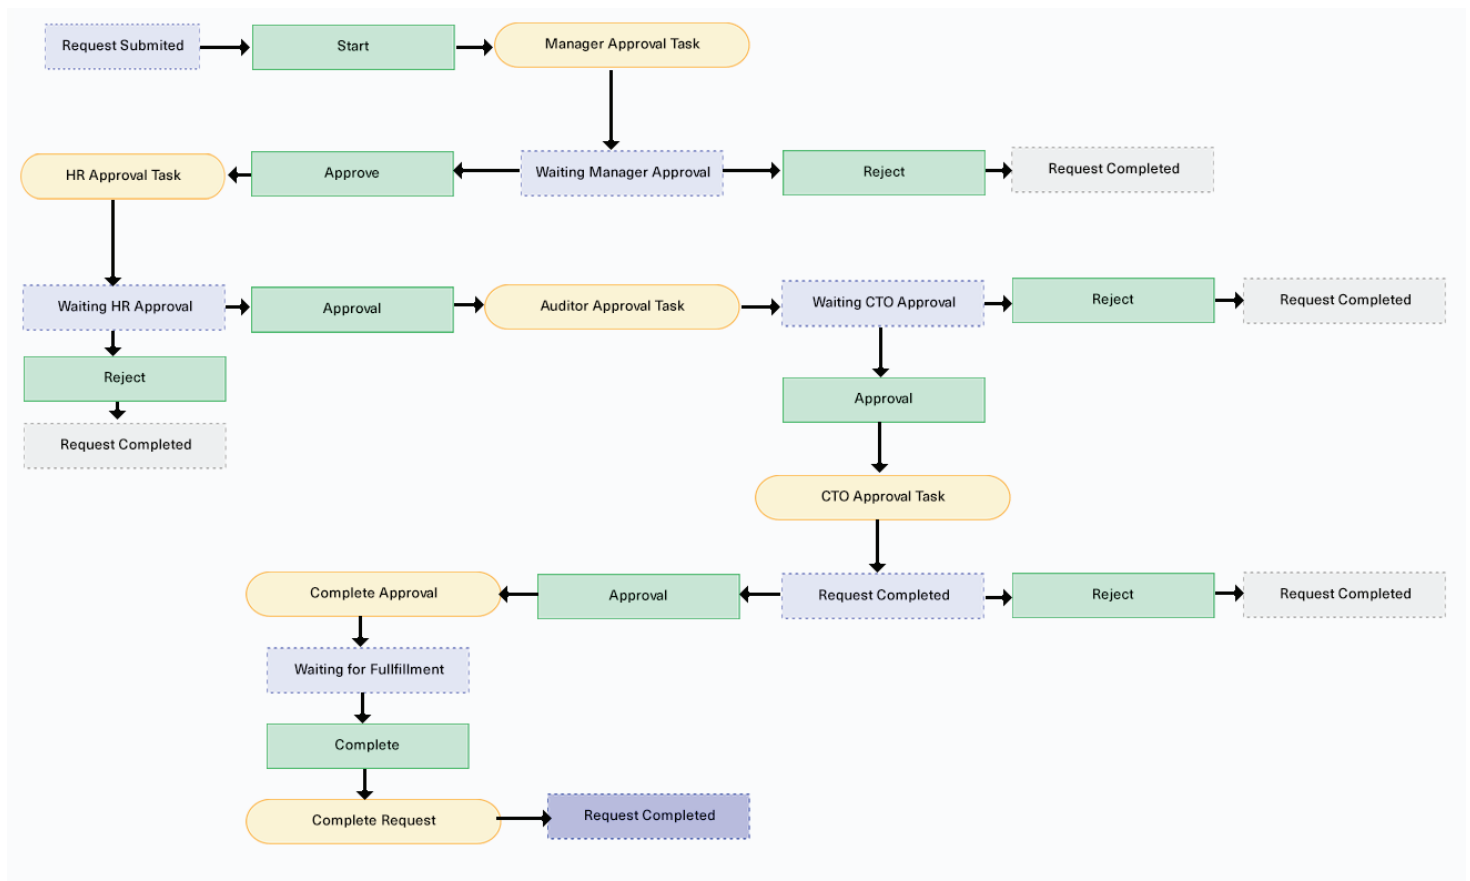 Request Submited
Start
Manager Approval Task
HR Approval Task
Approve
Waiting Manager Approval
Reject
Request Completed
Waiting HR Approval
Approval
Auditor Approval Task
Waiting CTO Approval
Reject
Request Completed
Reject
Approval
Request Completed
CTO Approval Task
Complete Approval
Approval
Request Completed
Reject
Request Completed
Waiting for Fullfillment
Complete
Complete Request
Request Completed